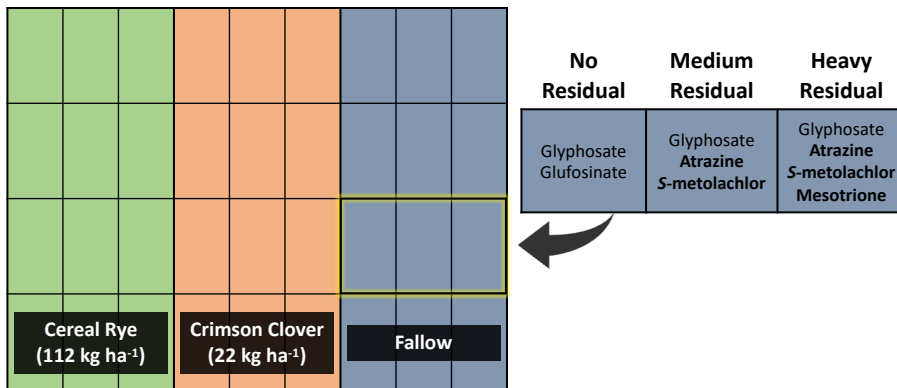 No
Residual
Medium
Residual
Heavy
Residual
Glyphosate
Glufosinate
Glyphosate
Atrazine
S-metolachlor
Glyphosate
Atrazine
S-metolachlor
Mesotrione
Cereal Rye
(112 kg ha⁻¹)
Crimson Clover
(22 kg ha⁻¹)
Fallow